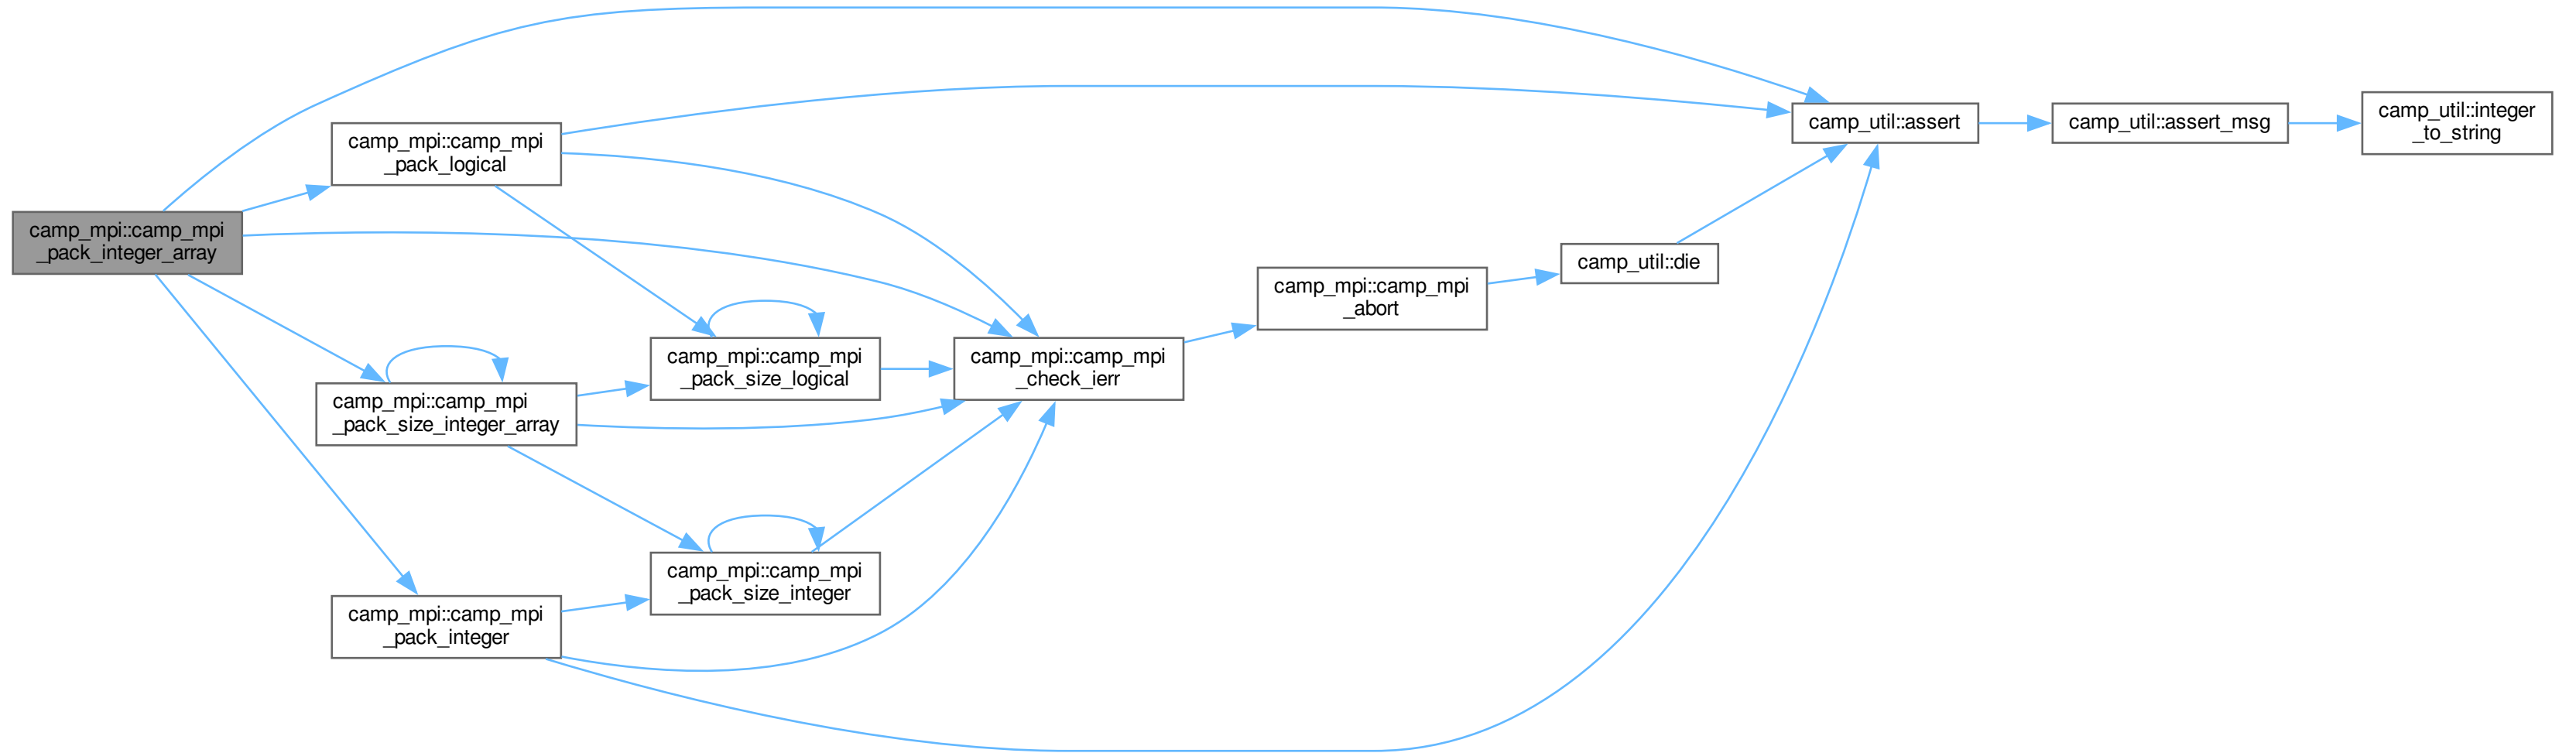 camp_mpi::camp_mpi
_pack_integer_array
camp_mpi::camp_mpi
_pack_logical
camp_mpi::camp_mpi
_pack_size_integer_array
camp_mpi::camp_mpi
_pack_integer
camp_mpi::camp_mpi
_pack_size_logical
camp_mpi::camp_mpi
_pack_size_integer
camp_mpi::camp_mpi
_check_ierr
camp_mpi::camp_mpi
_abort
camp_util::die
camp_util::assert
camp_util::assert_msg
camp_util::integer
_to_string